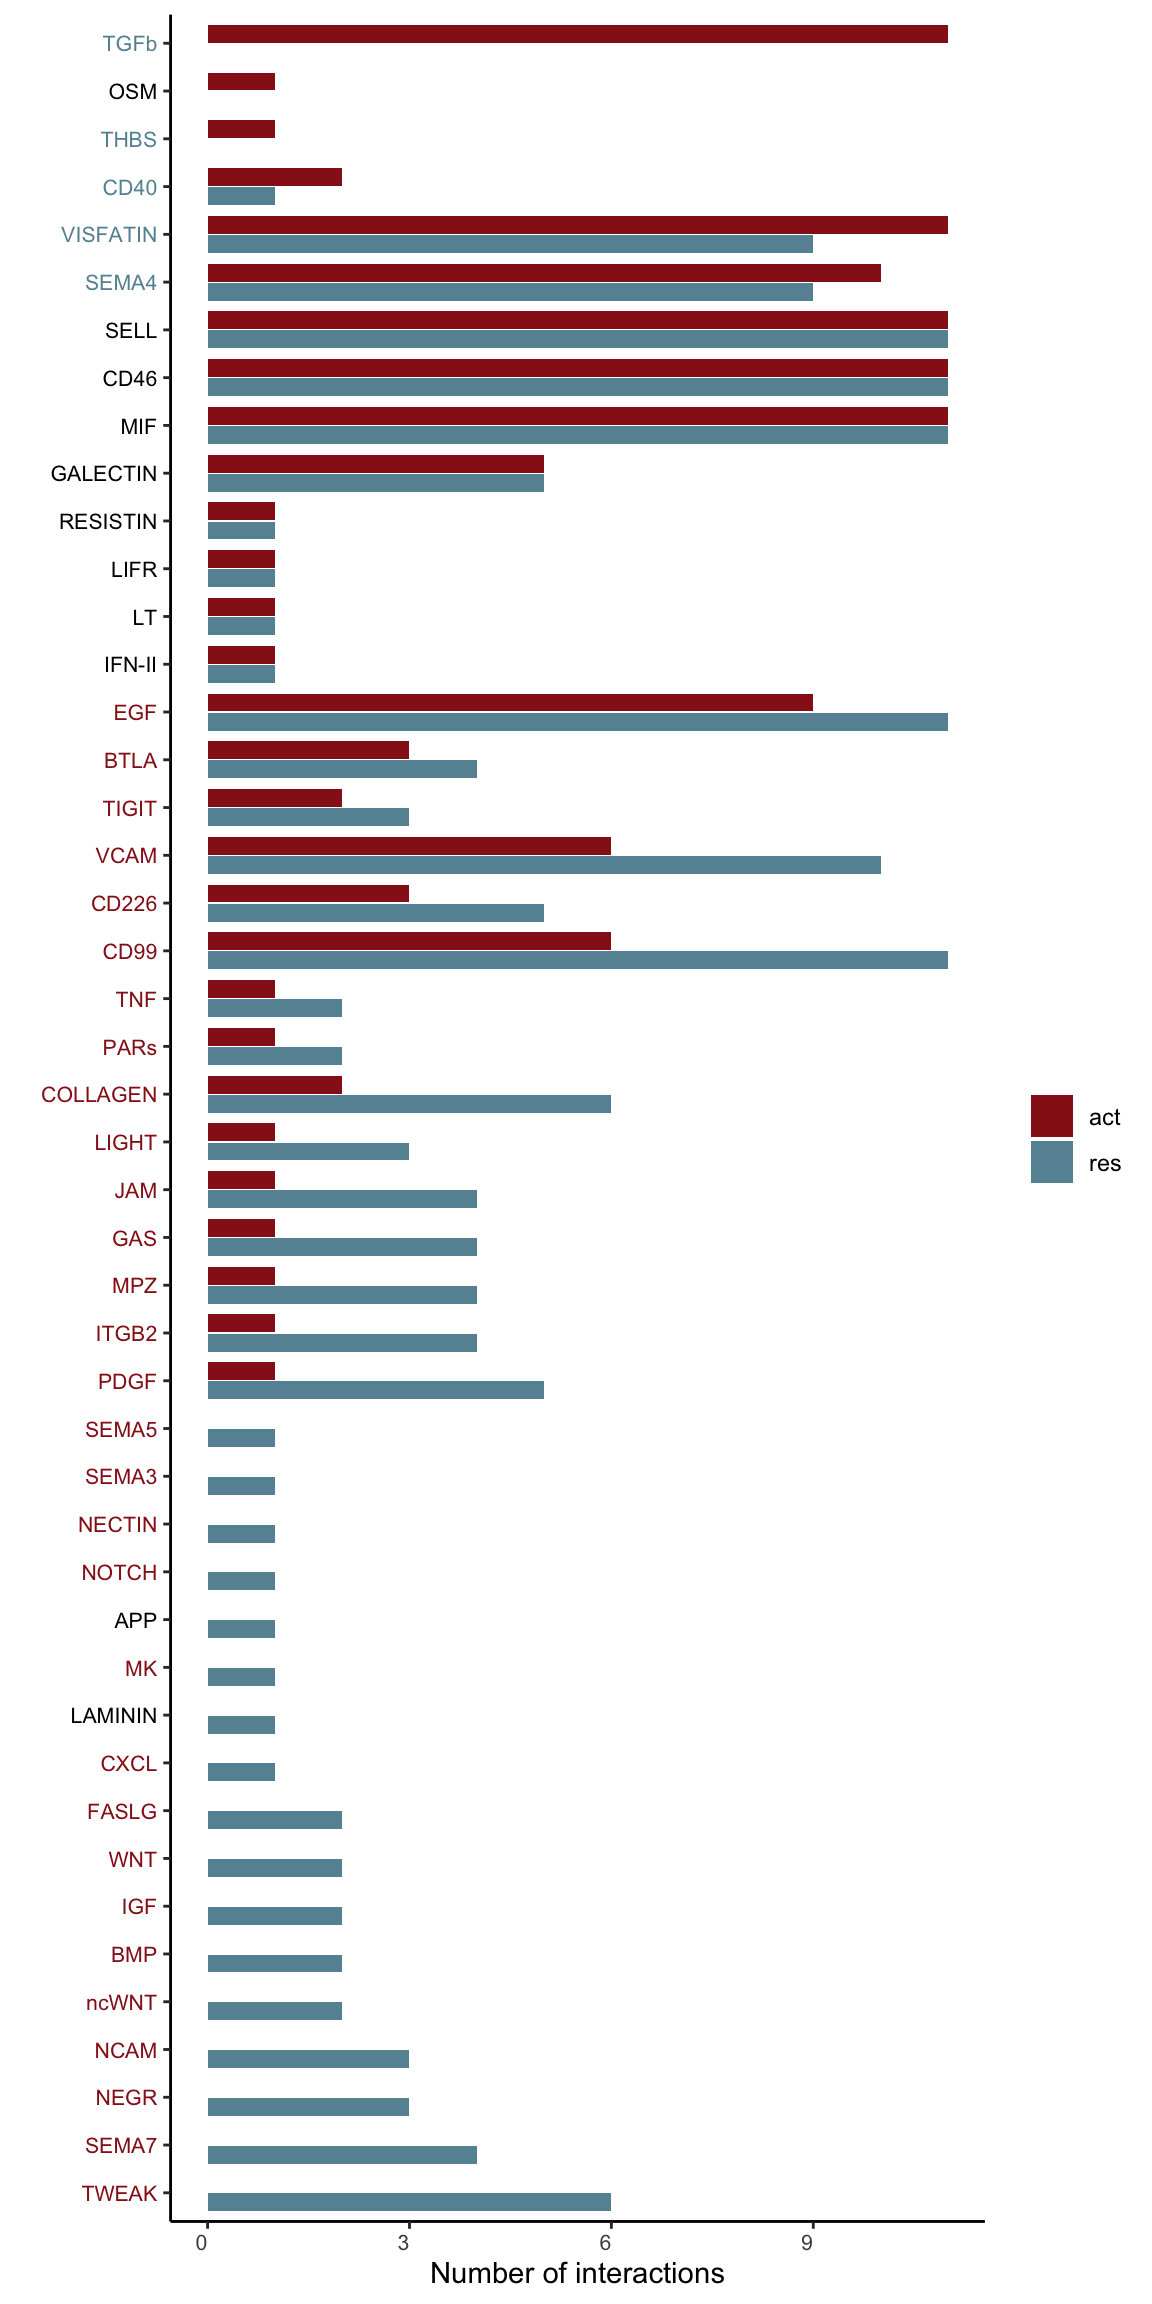 TGFb
OSM
THBS
CD40
VISFATIN
SEMA4
SELL
CD46
MIF
GALECTIN
RESISTIN
LIFR
LT
IFN-II
EGF
BTLA
TIGIT
VCAM
CD226
CD99
TNF
PARs
COLLAGEN
LIGHT
JAM
GAS
MPZ
ITGB2
PDGF
SEMA5
SEMA3
NECTIN
NOTCH
APP
MK
LAMININ
CXCL
FASLG
WNT
IGF
BMP
ncWNT
NCAM
NEGR
SEMA7
TWEAK
0 3 6 9
Number of interactions
act
res